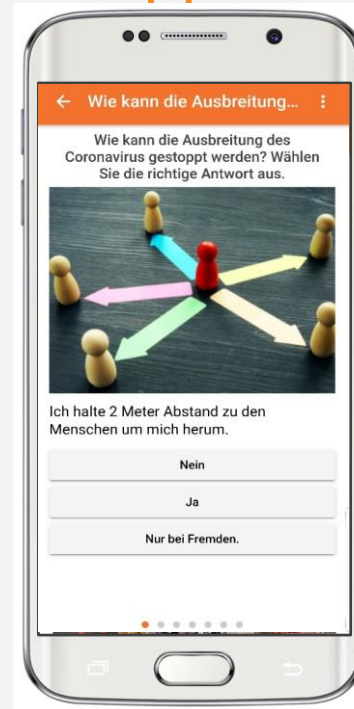 Wie kann die Ausbreitung...
Wie kann die Ausbreitung des
Coronavirus gestoppt werden? Wählen
Sie die richtige Antwort aus.
Ich halte 2 Meter Abstand zu den
Menschen um mich herum.
Nein
Ja
Nur bei Fremden.